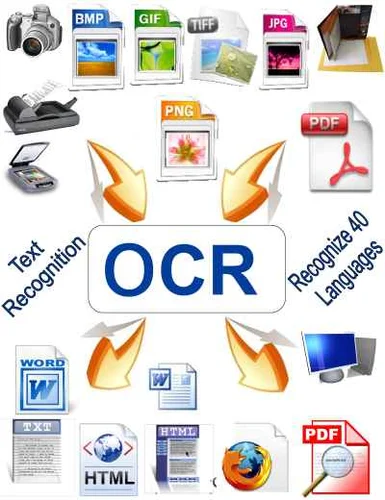 BMP
GIF
TIFF
JPG
PNG
PDF
Text
Recognition
OCR
Recognize 40
Languages
WORD
W
W
TXT
HTML
HTML
PDF